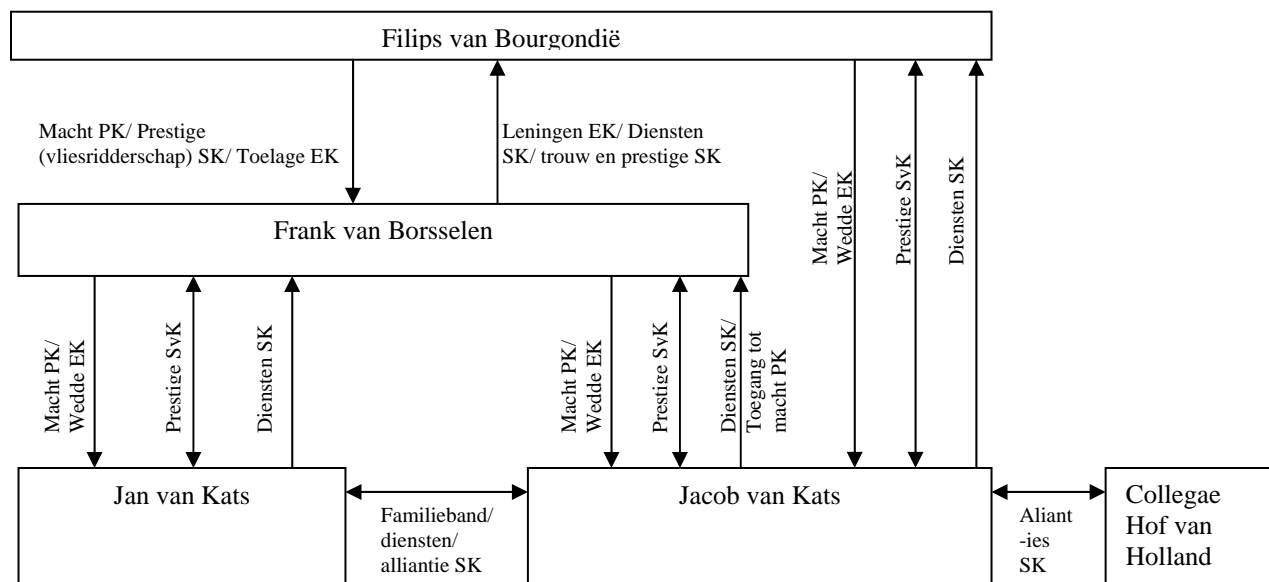 Filips van Bourgondië
Macht PK/ Prestige
(vliesridderschap) SK/ Toelage EK
Leningen EK/ Diensten
SK/ trouw en prestige SK
Macht PK/
Wedde EK
Prestige SvK
Diensten SK
Frank van Borsselen
Macht PK/
Wedde EK
Prestige SvK
Diensten SK
Macht PK/
Wedde EK
Prestige SvK
Diensten SK/
Toegang tot
macht PK
Jan van Kats
Familieband/
diensten/
alliantie SK
Jacob van Kats
Aliant
-ies
SK
Collegae
Hof van
Holland